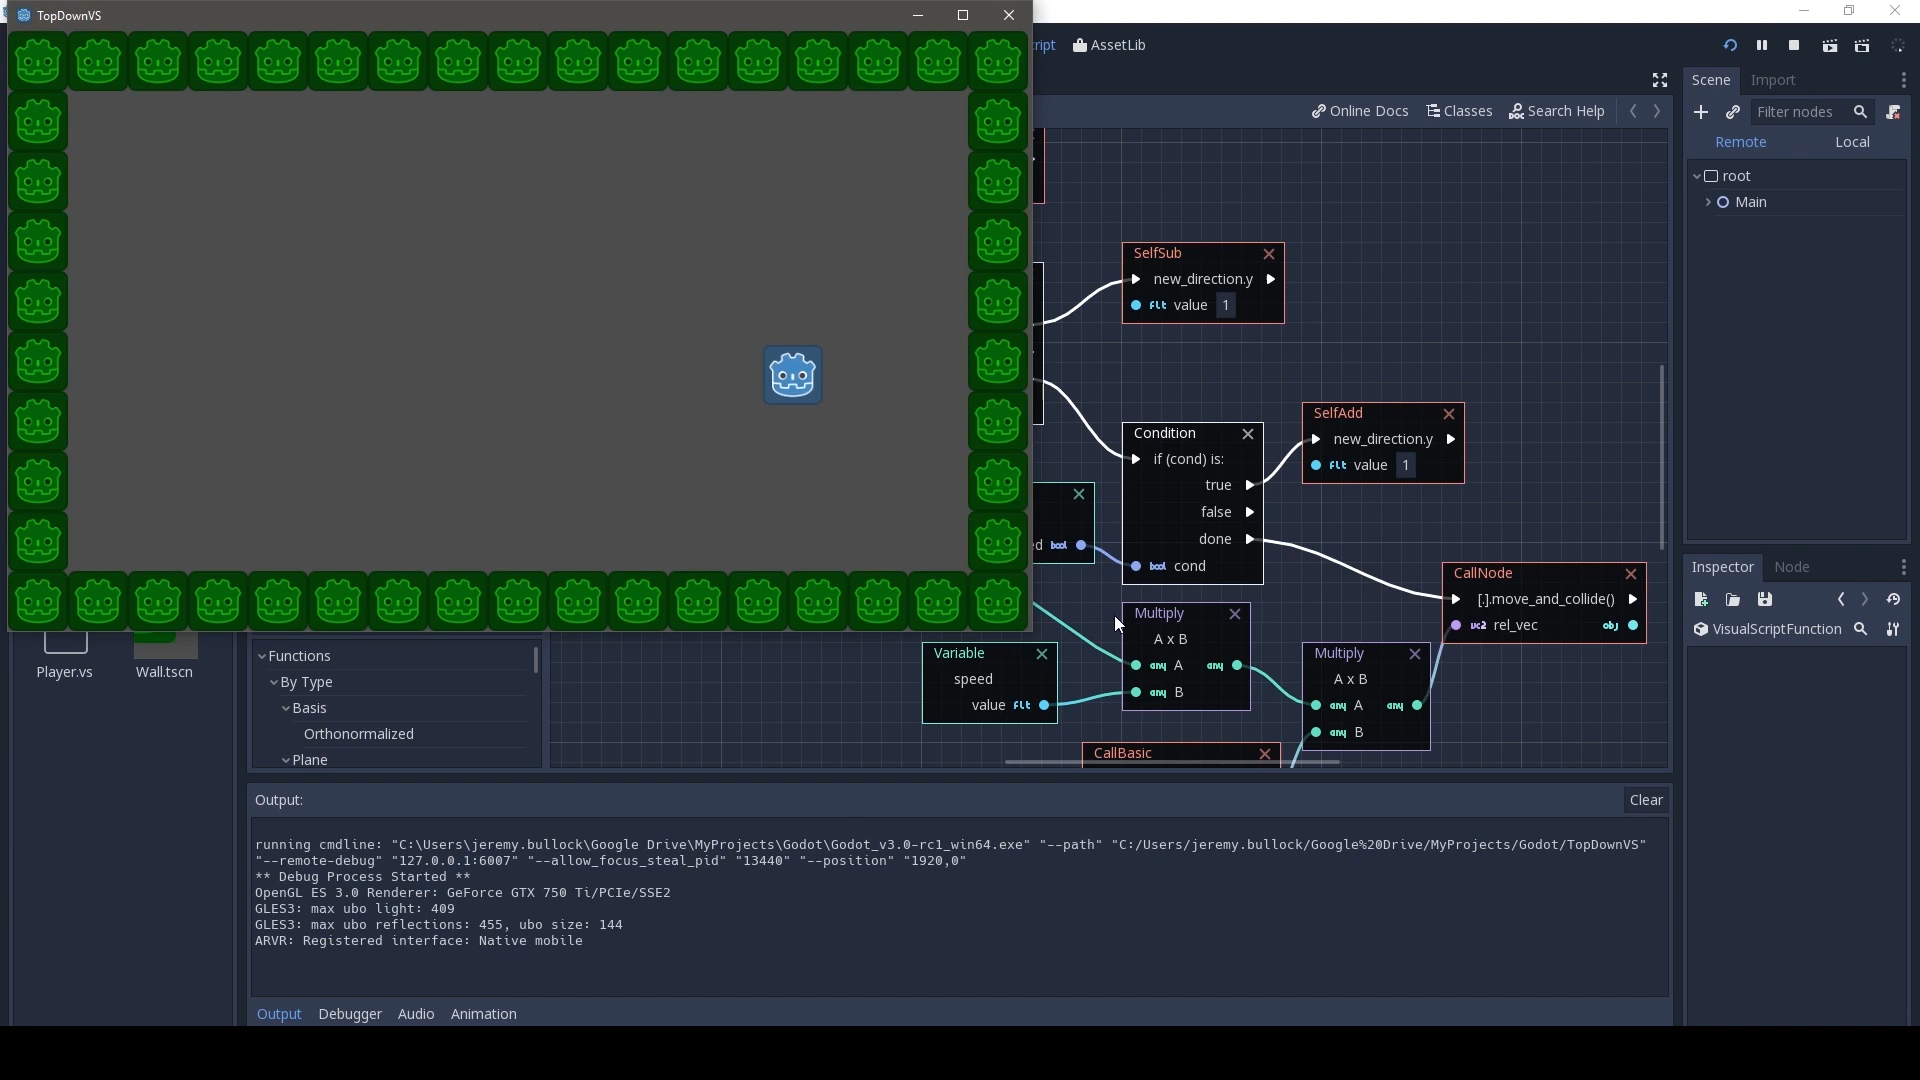 TopDownVS
ript
AssetLib
Online Docs
Classes
Search Help
Scene
Import
Filter nodes
Remote
Local
root
Main
SelfSub
new_direction.y
flt value 1
SelfAdd
new_direction.y
flt value 1
Condition
if (cond) is:
true
false
done
bool cond
ed bool
CallNode
[.].move_and_collide()
vc2 rel_vec obj
Multiply
A x B
any A any
any B
Variable
speed
value flt
Multiply
A x B
any A any
any B
CallBasic
Inspector
Node
VisualScriptFunction
Player.vs
Wall.tscn
Functions
By Type
Basis
Orthonormalized
Plane
Output:
Clear
running cmdline: "C:\Users\jeremy.bullock\Google Drive\MyProjects\Godot\Godot_v3.0-rc1_win64.exe" "--path" "C:/Users/jeremy.bullock/Google%20Drive/MyProjects/Godot/TopDownVS"
"--remote-debug" "127.0.0.1:6007" "--allow_focus_steal_pid" "13440" "--position" "1920,0"
** Debug Process Started **
OpenGL ES 3.0 Renderer: GeForce GTX 750 Ti/PCIe/SSE2
GLES3: max ubo light: 409
GLES3: max ubo reflections: 455, ubo size: 144
ARVR: Registered interface: Native mobile
Output
Debugger
Audio
Animation